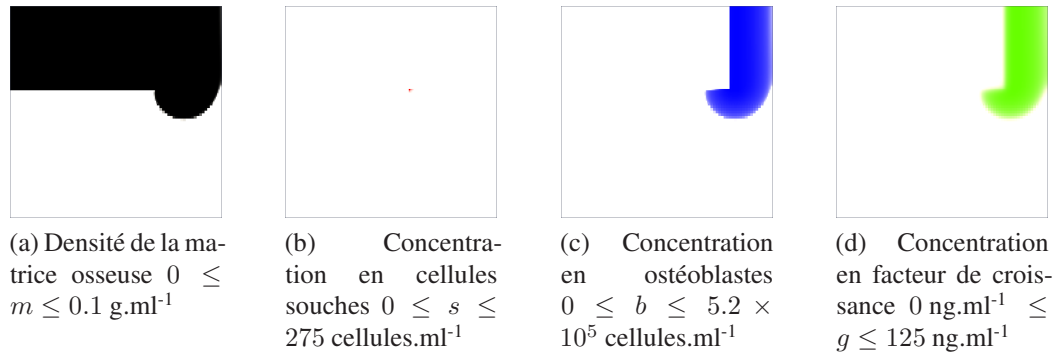 (a) Densité de la ma-
trice osseuse 0 ≤
m ≤ 0.1 g.ml-1
(b) Concentra-
tion en cellules
souches 0 ≤ s ≤
275 cellules.ml-1
(c) Concentration
en ostéoblastes
0 ≤ b ≤ 5.2 ×
10⁵ cellules.ml-1
(d) Concentration
en facteur de crois-
sance 0 ng.ml-1 ≤
g ≤ 125 ng.ml-1